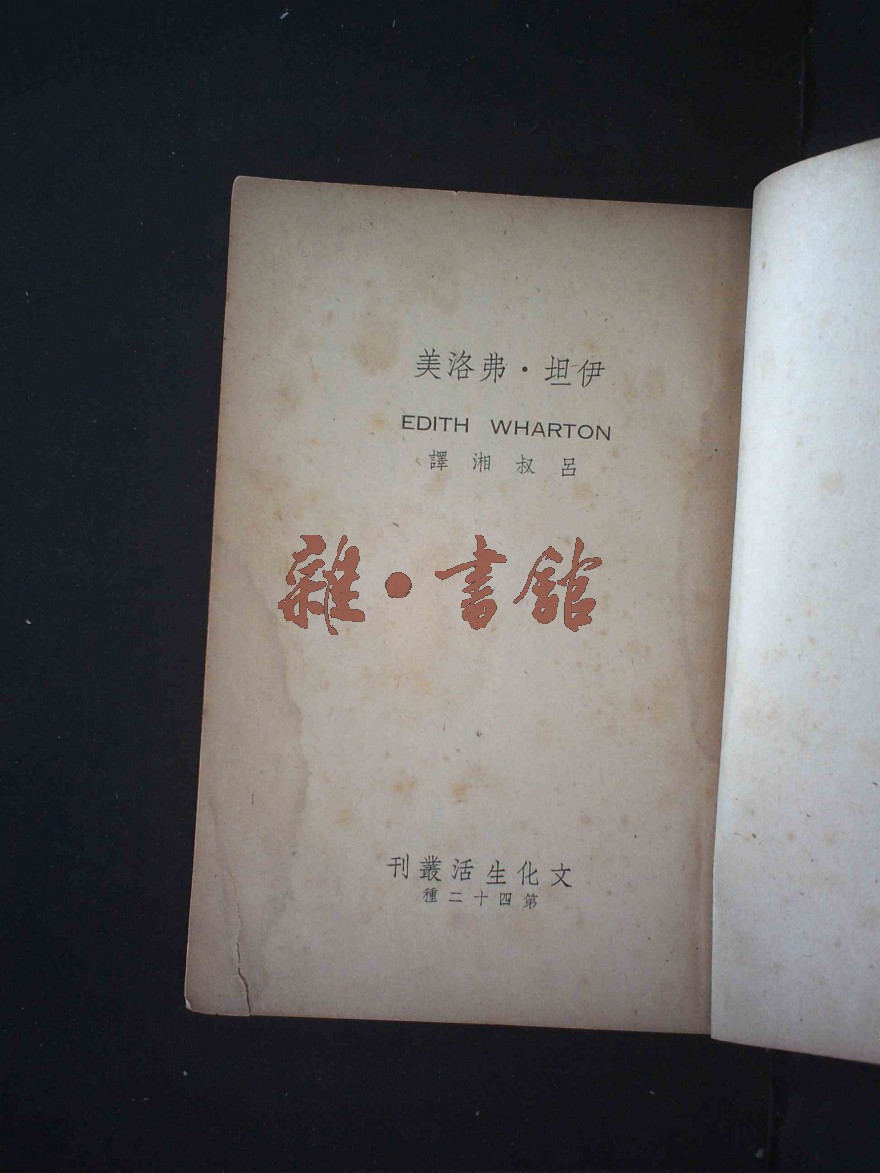 伊坦·弗洛美
EDITH WHARTON
呂叔湘譯
雜·書館
文化生活叢刊
第四十二種